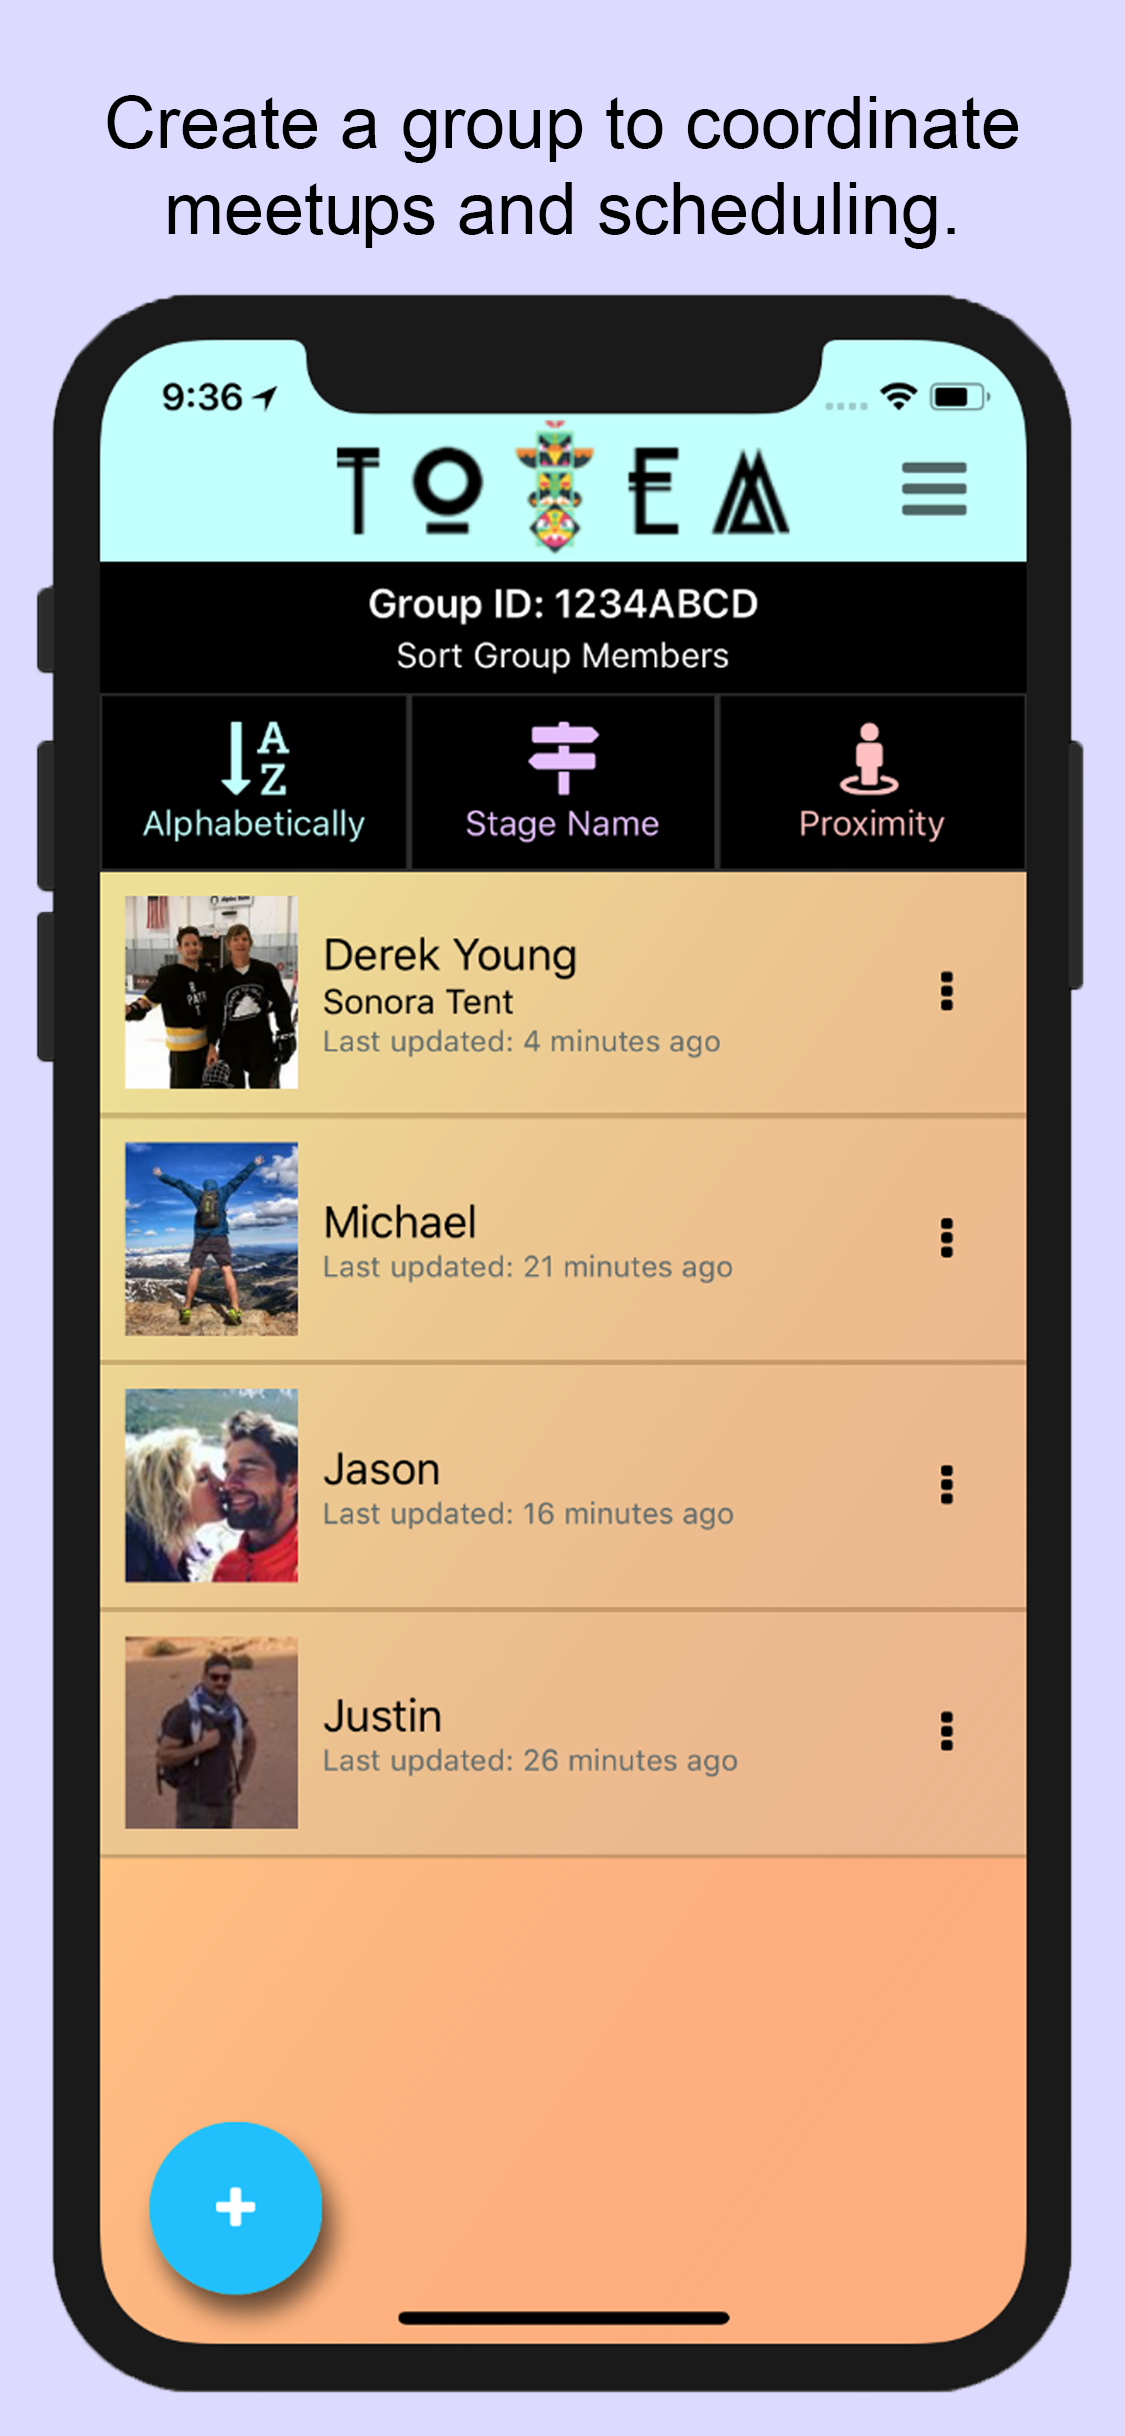 Create a group to coordinate
meetups and scheduling.
9:36
TOTEM
Group ID: 1234ABCD
Sort Group Members
A
Z
Alphabetically
Stage Name
Proximity
Derek Young
Sonora Tent
Last updated: 4 minutes ago
Michael
Last updated: 21 minutes ago
Jason
Last updated: 16 minutes ago
Justin
Last updated: 26 minutes ago